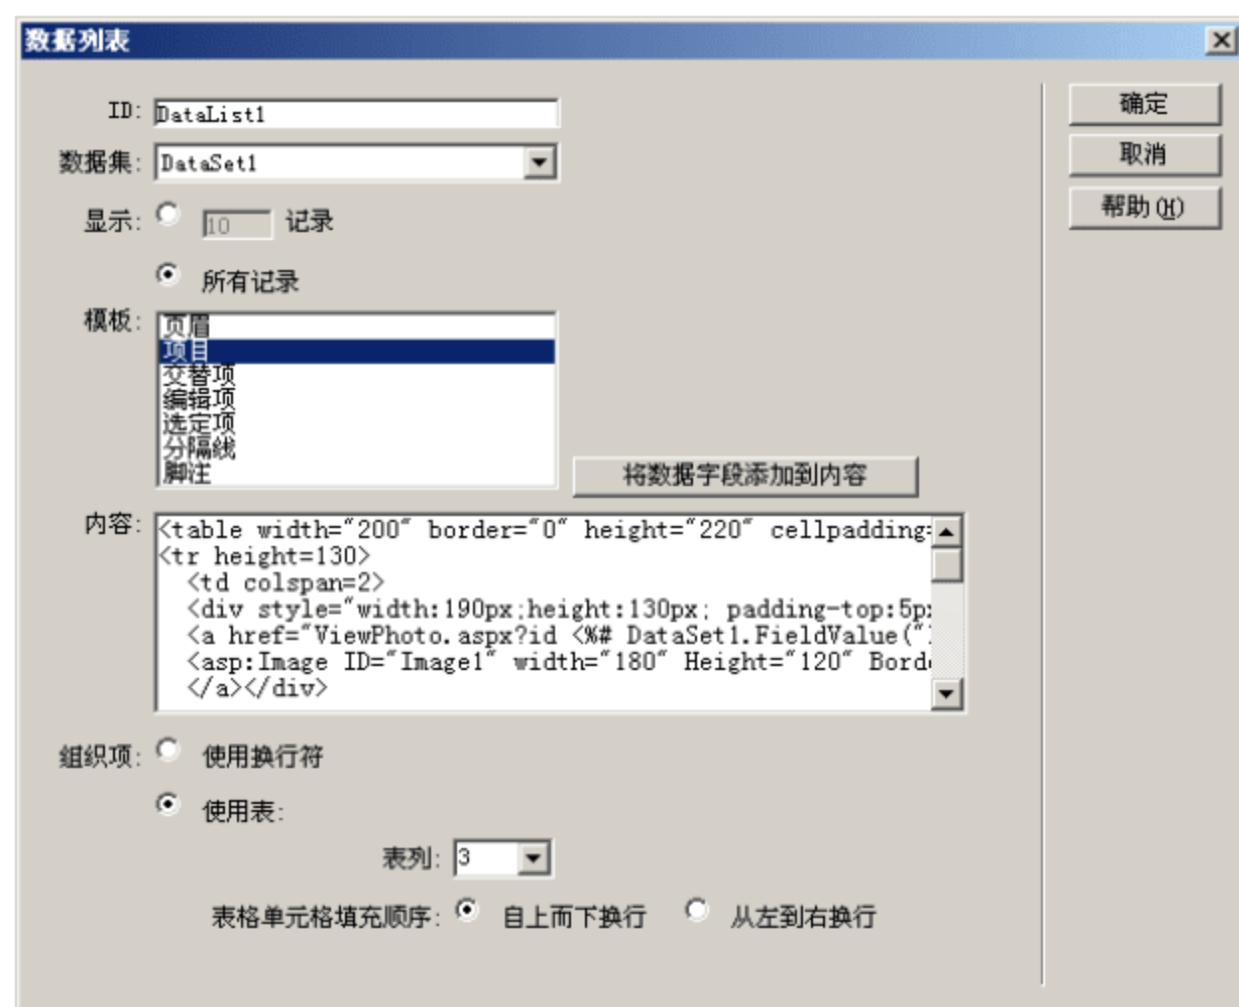 数据列表
ID: DataList1
确定
数据集: DataSet1
取消
显示: 10 记录
帮助(H)
所有记录
模板: 页眉
项目
交替项
编辑项
选定项
分隔线
脚注
将数据字段添加到内容
内容: <table width="200" border="0" height="220" cellpadding=
<tr height=130>
<td colspan=2>
<div style="width:190px;height:130px; padding-top:5px
<a href="ViewPhoto.aspx?id <%# DataSet1.FieldValue("
<asp:Image ID="Image1" width="180" Height="120" Bord
</a></div>
组织项: 使用换行符
使用表:
表列: 3
表格单元格填充顺序: 自上而下换行 从左到右换行